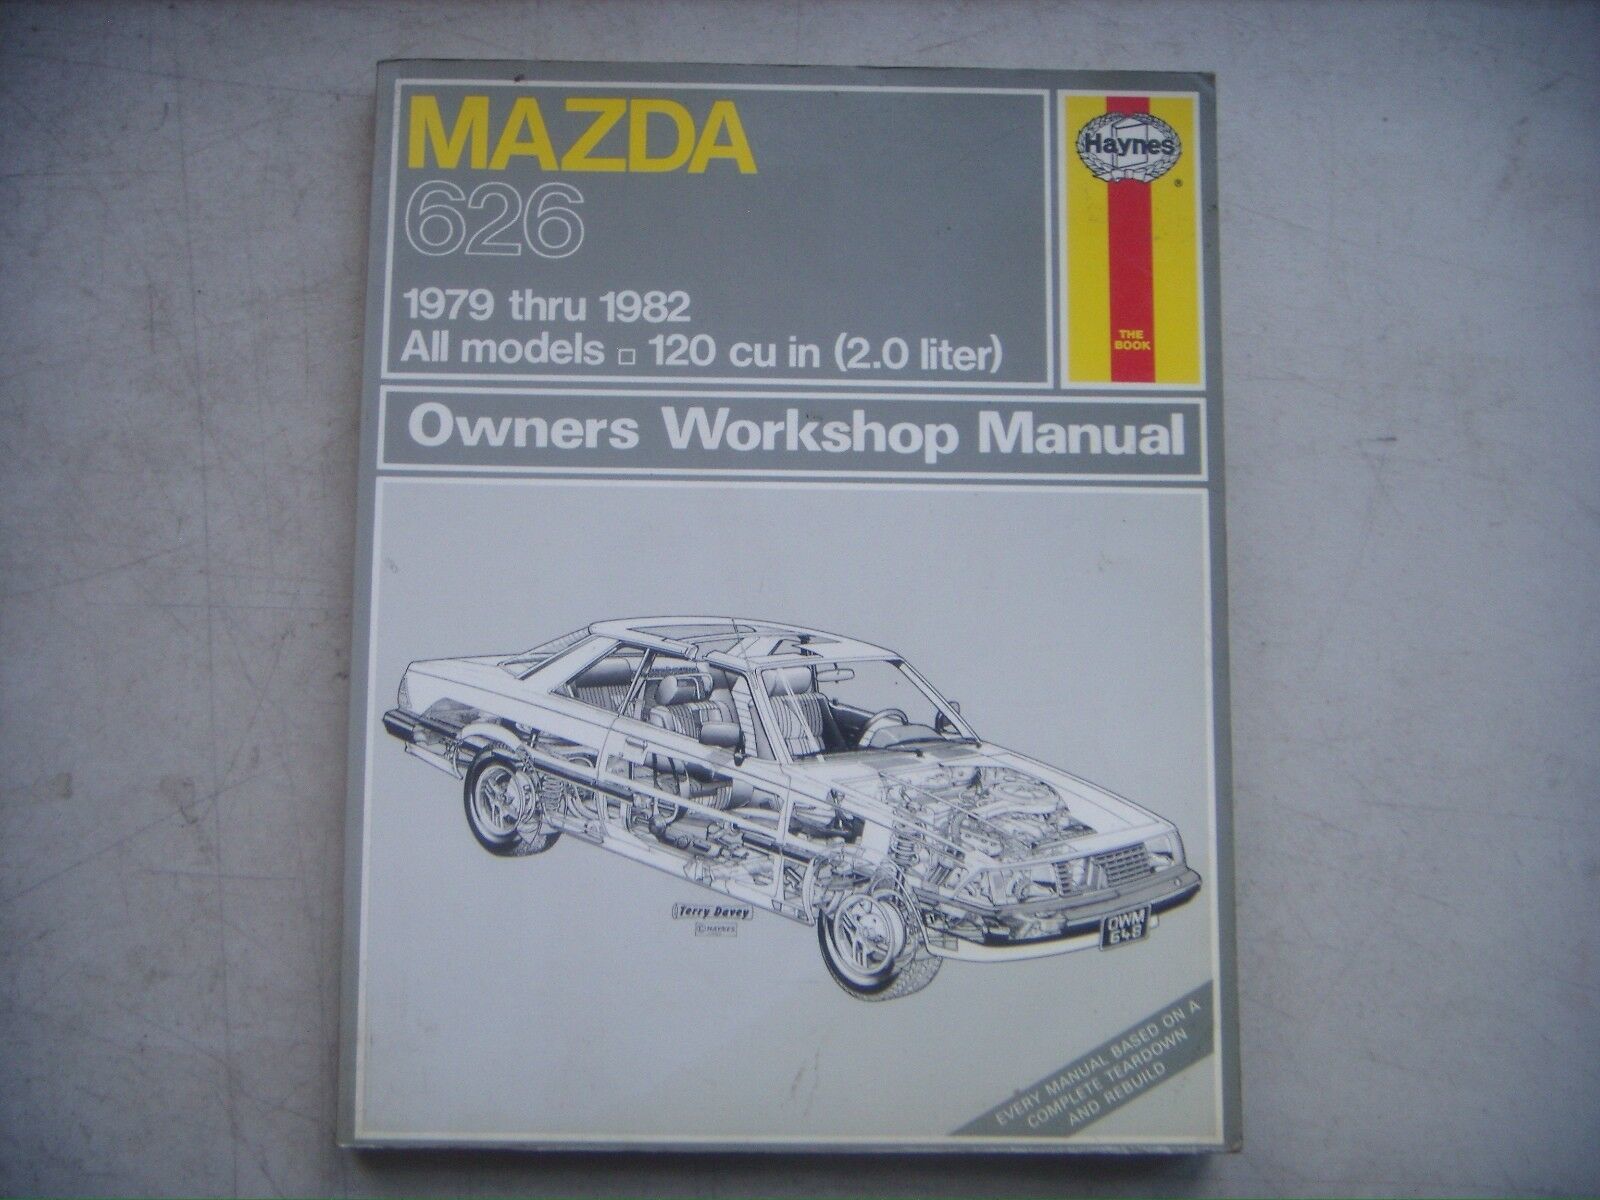 MAZDA
626
1979 thru 1982
All models □ 120 cu in (2.0 liter)
Haynes
®
THE
BOOK
Owners Workshop Manual
Terry Davey
© HAYNES
OWM
646
EVERY MANUAL BASED ON A
COMPLETE TEARDOWN
AND REBUILD